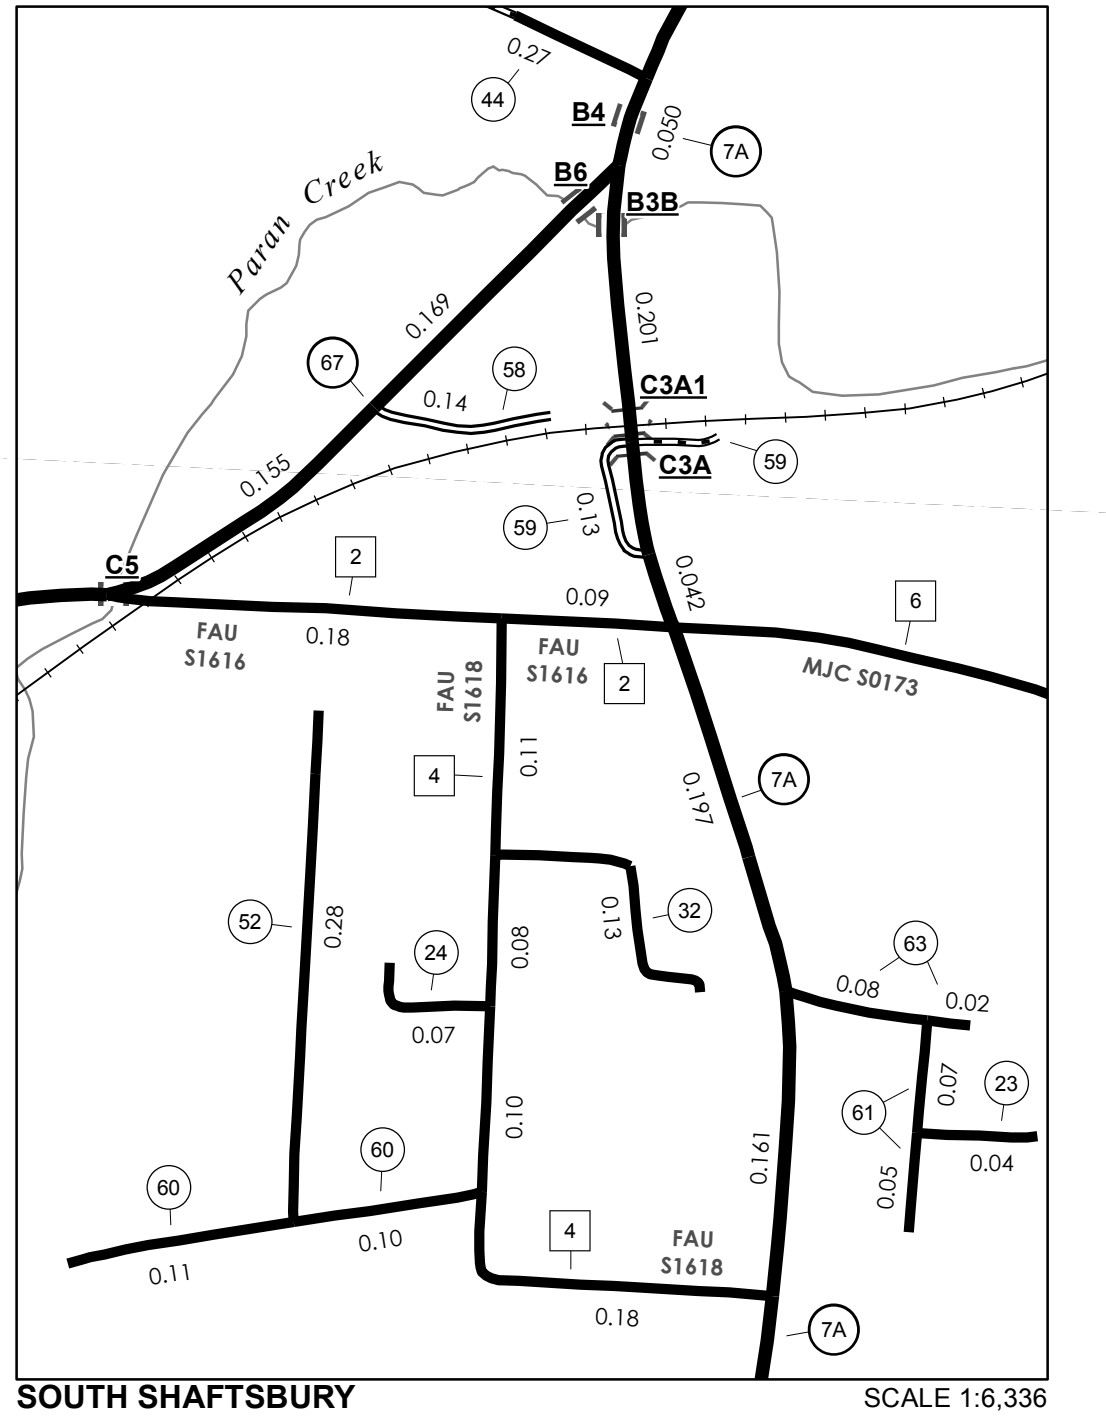 0.27
44
B4
0.050
7A
B6
Paran Creek
B3B
0.169
0.201
67
58
0.14
C3A1
C3A
59
0.155
59
0.13
C5
2
0.042
0.09
6
FAU
S1616
0.18
FAU
S1616
2
MJC S0173
FAU
S1618
0.11
4
7A
0.197
52
0.28
0.13
32
0.08
24
0.07
63
0.08
0.02
0.07
23
61
0.04
0.05
0.10
0.161
60
60
0.10
0.11
4
FAU
S1618
0.18
7A
SOUTH SHAFTSBURY
SCALE 1:6,336